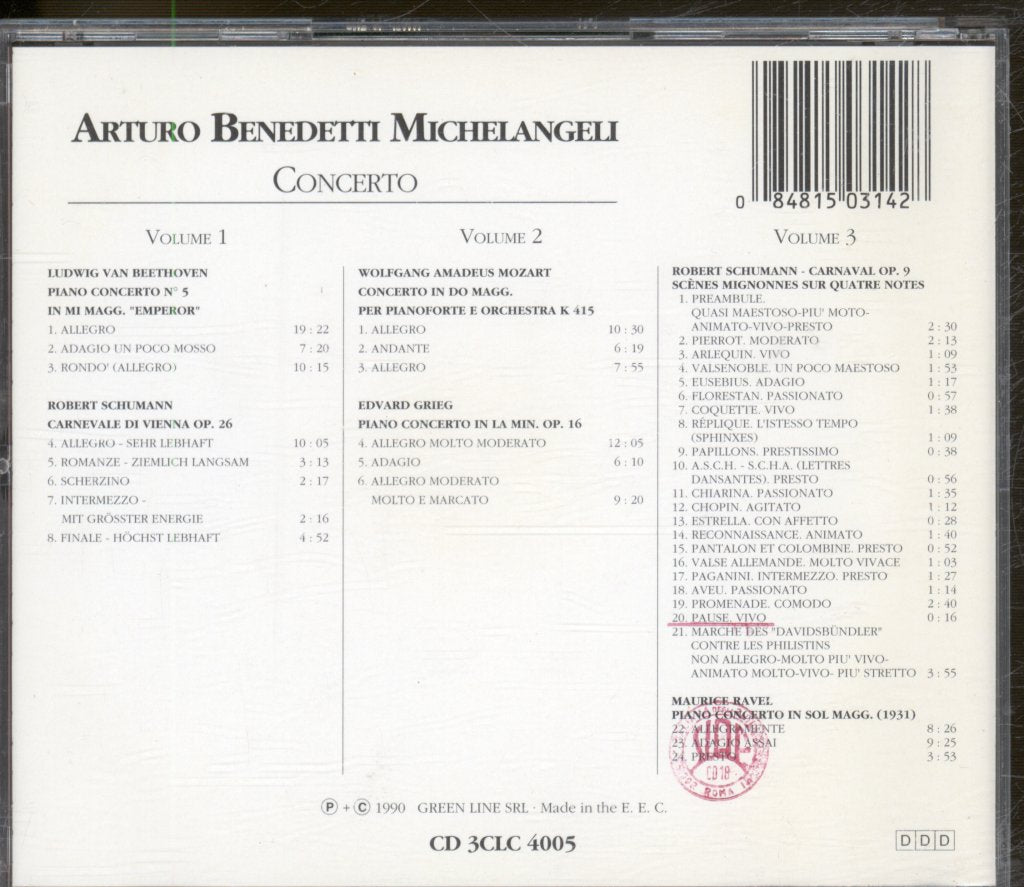 ARTURO BENEDETTI MICHELANGELI
CONCERTO
0 84815 03142
VOLUME 1
LUDWIG VAN BEETHOVEN
PIANO CONCERTO N° 5
IN MI MAGG. "EMPEROR"
1. ALLEGRO 19 : 22
2. ADAGIO UN POCO MOSSO 7 : 20
3. RONDO' (ALLEGRO) 10 : 15
ROBERT SCHUMANN
CARNEVALE DI VIENNA OP. 26
4. ALLEGRO - SEHR LEBHAFT 10 : 05
5. ROMANZE - ZIEMLICH LANGSAM 3 : 13
6. SCHERZINO 2 : 17
7. INTERMEZZO -
MIT GRÖSSTER ENERGIE 2 : 16
8. FINALE - HÖCHST LEBHAFT 4 : 52
VOLUME 2
WOLFGANG AMADEUS MOZART
CONCERTO IN DO MAGG.
PER PIANOFORTE E ORCHESTRA K 415
1. ALLEGRO 10 : 30
2. ANDANTE 6 : 19
3. ALLEGRO 7 : 55
EDVARD GRIEG
PIANO CONCERTO IN LA MIN. OP. 16
4. ALLEGRO MOLTO MODERATO 12 : 05
5. ADAGIO 6 : 10
6. ALLEGRO MODERATO
MOLTO E MARCATO 9 : 20
VOLUME 3
ROBERT SCHUMANN - CARNAVAL OP. 9
SCÈNES MIGNONNES SUR QUATRE NOTES
1. PREAMBULE.
QUASI MAESTOSO-PIU' MOTO-
ANIMATO-VIVO-PRESTO 2 : 30
2. PIERROT. MODERATO 2 : 13
3. ARLEQUIN. VIVO 1 : 09
4. VALSENOBLE. UN POCO MAESTOSO 1 : 53
5. EUSEBIUS. ADAGIO 1 : 17
6. FLORESTAN. PASSIONATO 0 : 57
7. COQUETTE. VIVO 1 : 38
8. RÉPLIQUE. L'ISTESSO TEMPO
(SPHINXES) 1 : 09
9. PAPILLONS. PRESTISSIMO 0 : 38
10. A.S.C.H. - S.C.H.A. (LETTRES
DANSANTES). PRESTO 0 : 56
11. CHIARINA. PASSIONATO 1 : 35
12. CHOPIN. AGITATO 1 : 12
13. ESTRELLA. CON AFFETTO 0 : 28
14. RECONNAISSANCE. ANIMATO 1 : 40
15. PANTALON ET COLOMBINE. PRESTO 0 : 52
16. VALSE ALLEMANDE. MOLTO VIVACE 1 : 03
17. PAGANINI. INTERMEZZO. PRESTO 1 : 27
18. AVEU. PASSIONATO 1 : 14
19. PROMENADE. COMODO 2 : 40
20. PAUSE. VIVO 0 : 16
21. MARCHE DES "DAVIDSBÜNDLER"
CONTRE LES PHILISTINS
NON ALLEGRO-MOLTO PIU' VIVO-
ANIMATO MOLTO-VIVO- PIU' STRETTO 3 : 55
MAURICE RAVEL
PIANO CONCERTO IN SOL MAGG. (1931)
22. ALLEGRAMENTE 8 : 26
23. ADAGIO ASSAI 9 : 25
24. PRESTO 3 : 53
CD 18
ROMA
Ⓟ + © 1990 GREEN LINE SRL · Made in the E. E. C.
CD 3CLC 4005
DDD